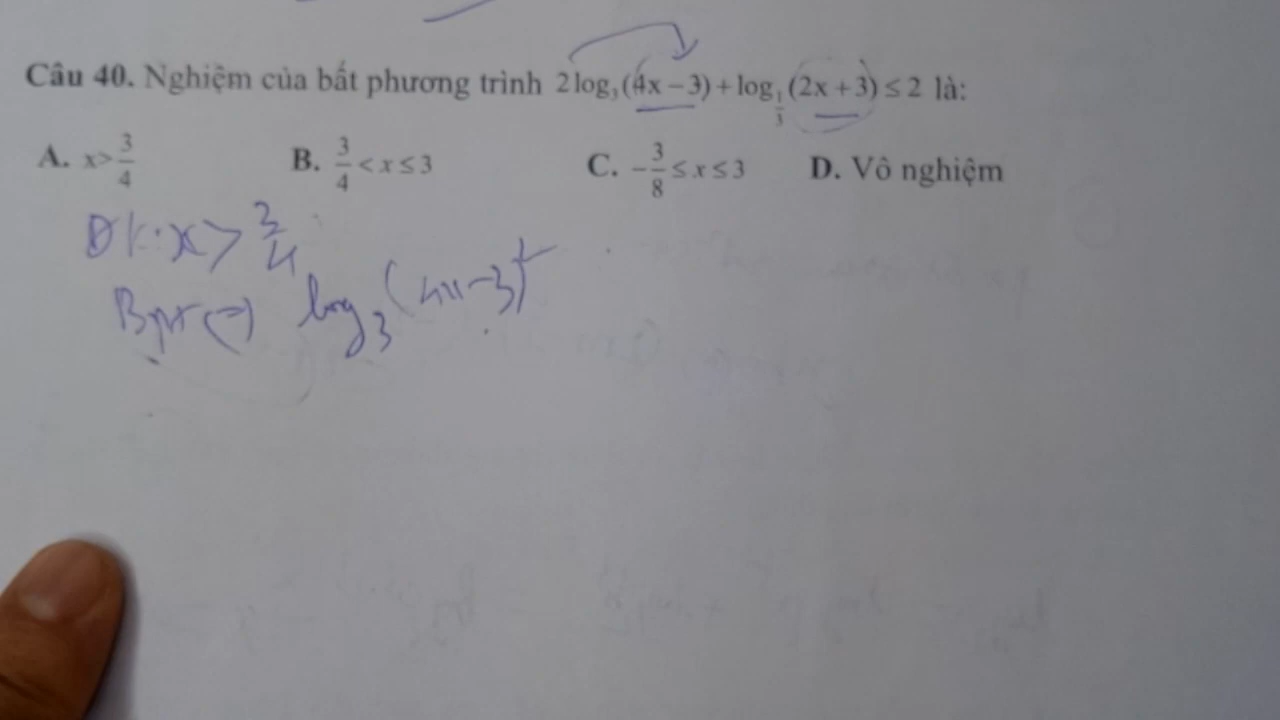 Câu 40. Nghiệm của bất phương trình 2log₃(4x − 3) + log_{1/3}(2x + 3) ≤ 2 là:
A. x > 3/4 B. 3/4 < x ≤ 3 C. −3/8 ≤ x ≤ 3 D. Vô nghiệm
ĐK: x > 3/4
Bpt (=) log₃(4x−3)²